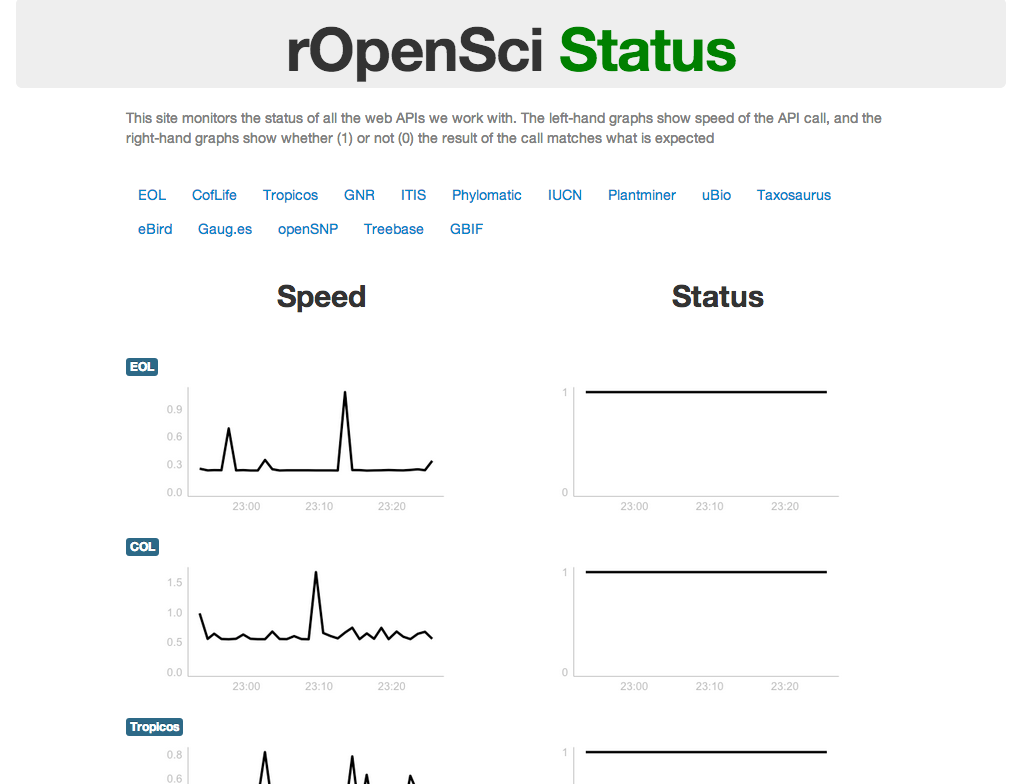 rOpenSci Status
This site monitors the status of all the web APIs we work with. The left-hand graphs show speed of the API call, and the
right-hand graphs show whether (1) or not (0) the result of the call matches what is expected
EOL CofLife Tropicos GNR ITIS Phylomatic IUCN Plantminer uBio Taxosaurus
eBird Gaug.es openSNP Treebase GBIF
Speed Status
EOL
0.9
0.6
0.3
0.0
23:00 23:10 23:20
1
0
23:00 23:10 23:20
COL
1.5
1.0
0.5
0.0
23:00 23:10 23:20
1
0
23:00 23:10 23:20
Tropicos
0.8
0.6
1